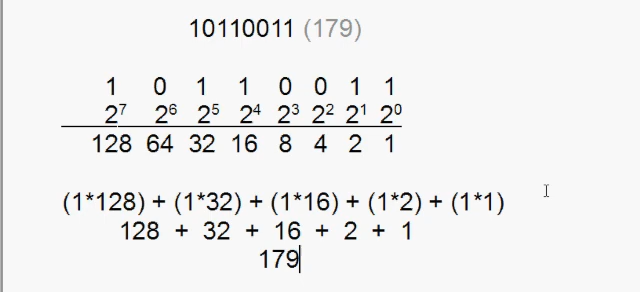 10110011 (179)
1 0 1 1 0 0 1 1
2⁷ 2⁶ 2⁵ 2⁴ 2³ 2² 2¹ 2⁰
128 64 32 16 8 4 2 1
(1*128) + (1*32) + (1*16) + (1*2) + (1*1)
128 + 32 + 16 + 2 + 1
179